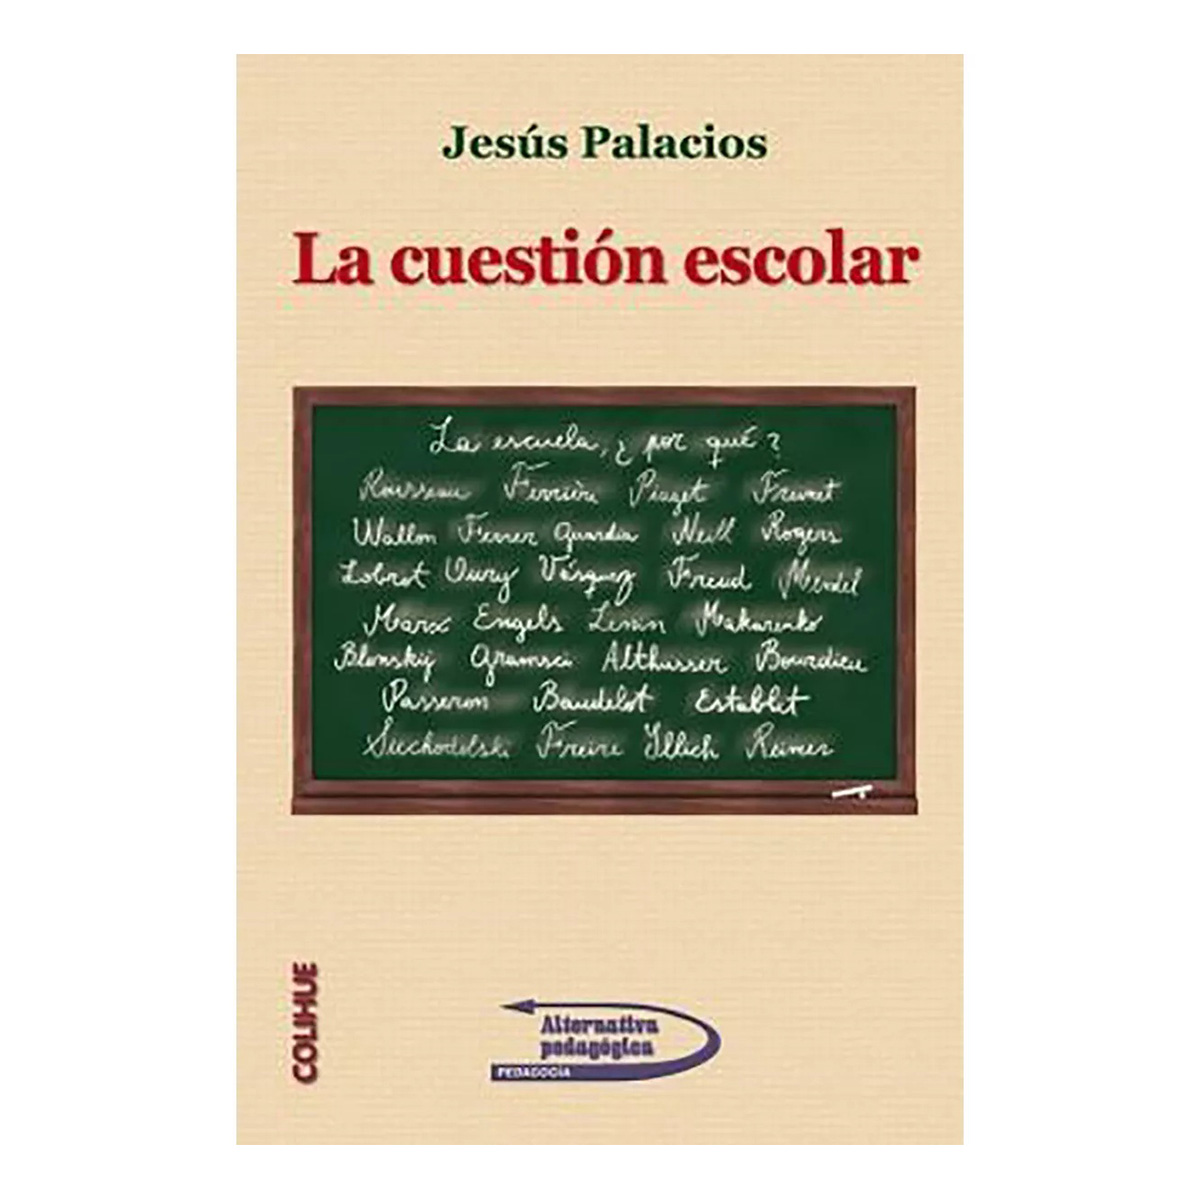 Jesús Palacios
La cuestión escolar
La escuela, ¿por qué?
Rousseau Ferrière Piaget Freinet
Wallon Ferrer Guardia Neill Rogers
Lobrot Oury Vásquez Freud Mendel
Marx Engels Lenin Makarenko
Blonskij Gramsci Althusser Bourdieu
Passeron Baudelot Establet
Suchodolski Freire Illich Reimer
COLIHUE
Alternativa
pedagógica
PEDAGOGÍA